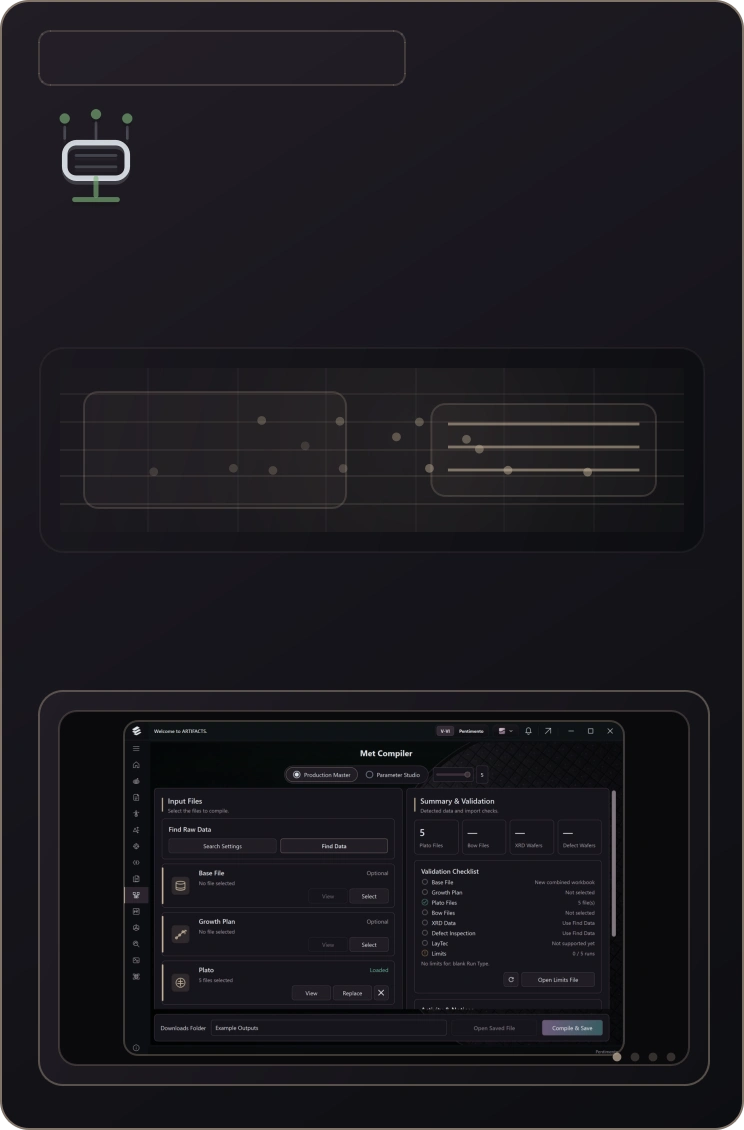 Welcome to ARTIFACTS.
V-VI Pentimento
Met Compiler
Production Master
Parameter Studio
5
Input Files
Select the files to compile.
Find Raw Data
Search Settings
Find Data
Base File
Optional
No file selected
View
Select
Growth Plan
Optional
No file selected
View
Select
Plato
Loaded
5 files selected
View
Replace
Summary & Validation
Detected data and import checks.
5
Plato Files
—
Bow Files
—
XRD Wafers
—
Defect Wafers
Validation Checklist
Base File New combined workbook
Growth Plan Not selected
Plato Files 5 file(s)
Bow Files Not selected
XRD Data Use Find Data
Defect Inspection Use Find Data
LayTec Not supported yet
Limits 0 / 5 runs
No limits for: blank Run Type.
Open Limits File
Downloads Folder
Example Outputs
Open Saved File
Compile & Save